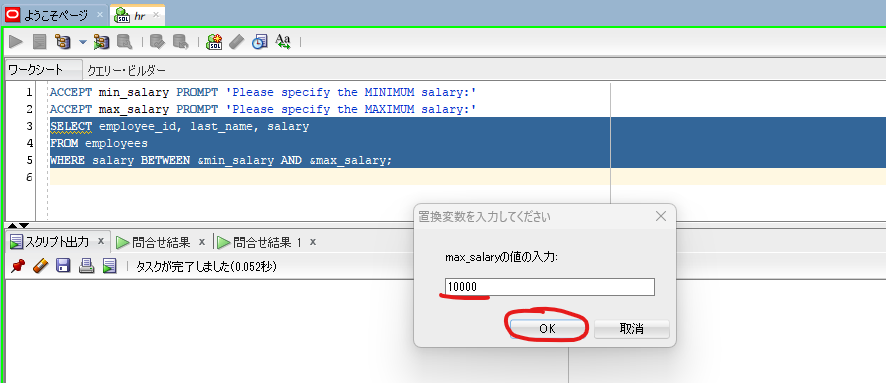 ようこそページ
hr
ワークシート クエリー・ビルダー
1 ACCEPT min_salary PROMPT 'Please specify the MINIMUM salary:'
2 ACCEPT max_salary PROMPT 'Please specify the MAXIMUM salary:'
3 SELECT employee_id, last_name, salary
4 FROM employees
5 WHERE salary BETWEEN &min_salary AND &max_salary;
6
置換変数を入力してください
max_salaryの値の入力:
10000
OK 取消
スクリプト出力 x 問合せ結果 x 問合せ結果 1 x
タスクが完了しました(0.052秒)